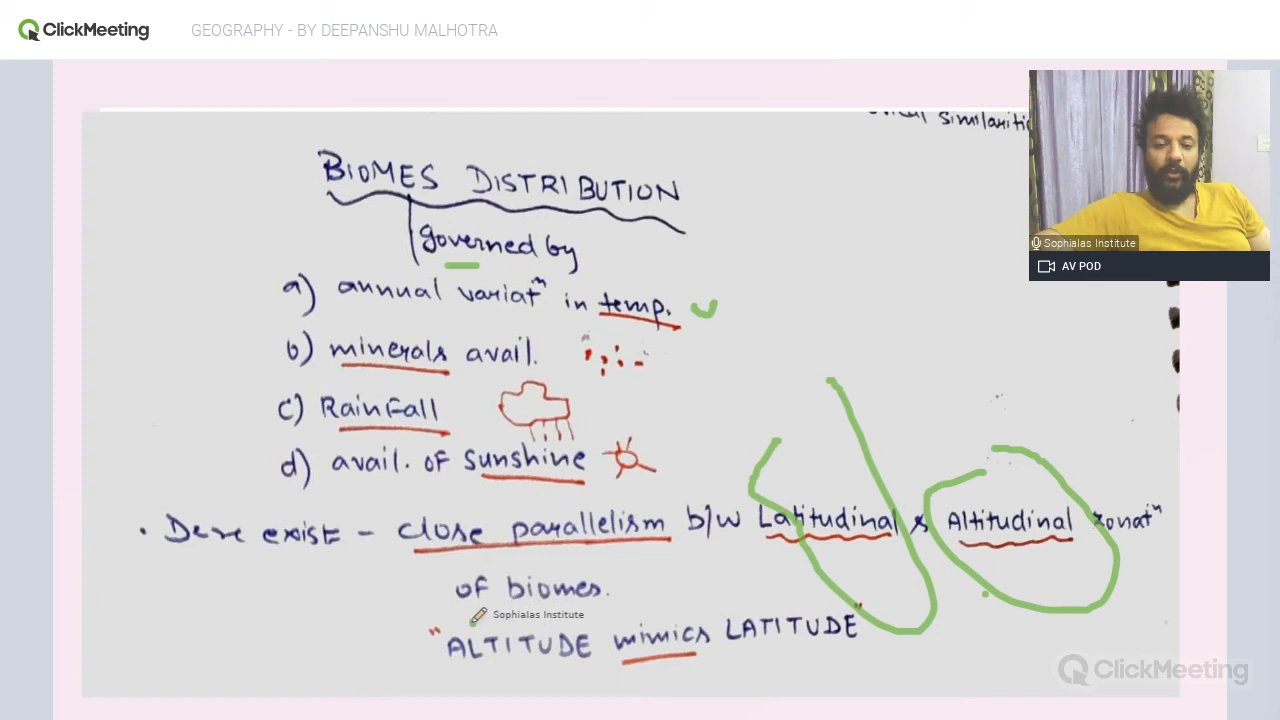 ClickMeeting GEOGRAPHY - BY DEEPANSHU MALHOTRA
similaritie
BIOMES DISTRIBUTION
governed by
a) annual variatn in temp.
b) minerals avail.
c) RainFall
d) avail. of sunshine
• Dere exist - close parallelism b/w Latitudinal & Altitudinal zonatn
of biomes.
"ALTITUDE mimics LATITUDE"
Sophialas Institute
Sophialas Institute
AV POD
ClickMeeting